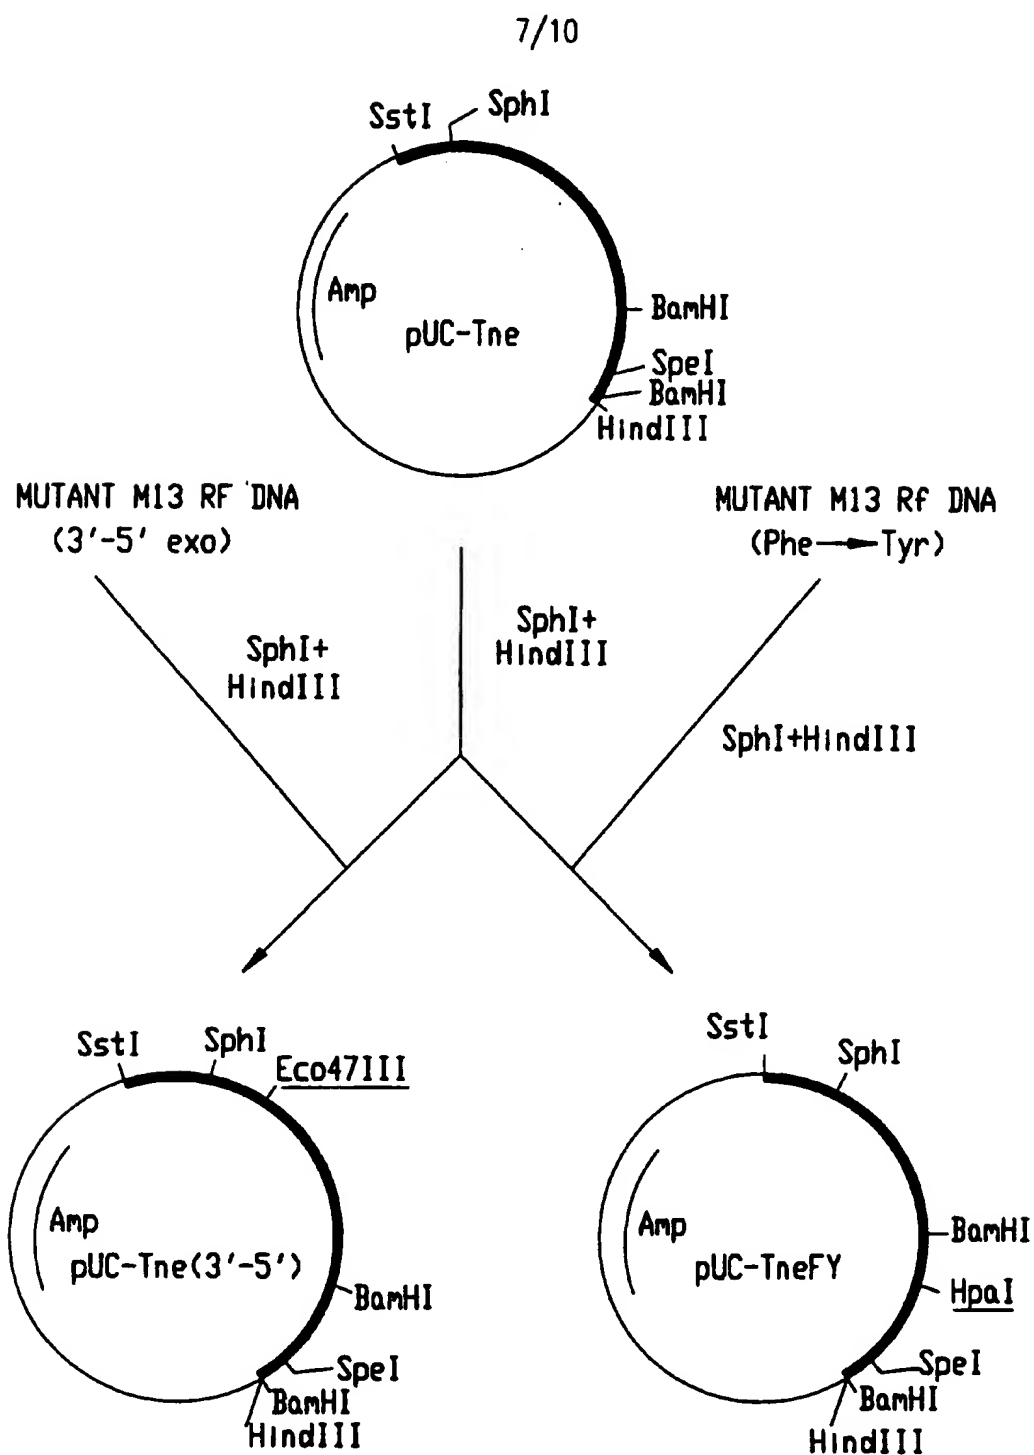 7/10
SstI
SphI
Amp
pUC-Tne
BamHI
SpeI
BamHI
HindIII
MUTANT M13 RF DNA
(3'-5' exo)
MUTANT M13 Rf DNA
(Phe→Tyr)
SphI+
HindIII
SphI+
HindIII
SphI+HindIII
SstI
SphI
Eco47III
Amp
pUC-Tne(3'-5')
BamHI
SpeI
BamHI
HindIII
SstI
SphI
Amp
pUC-TneFY
BamHI
HpaI
SpeI
BamHI
HindIII